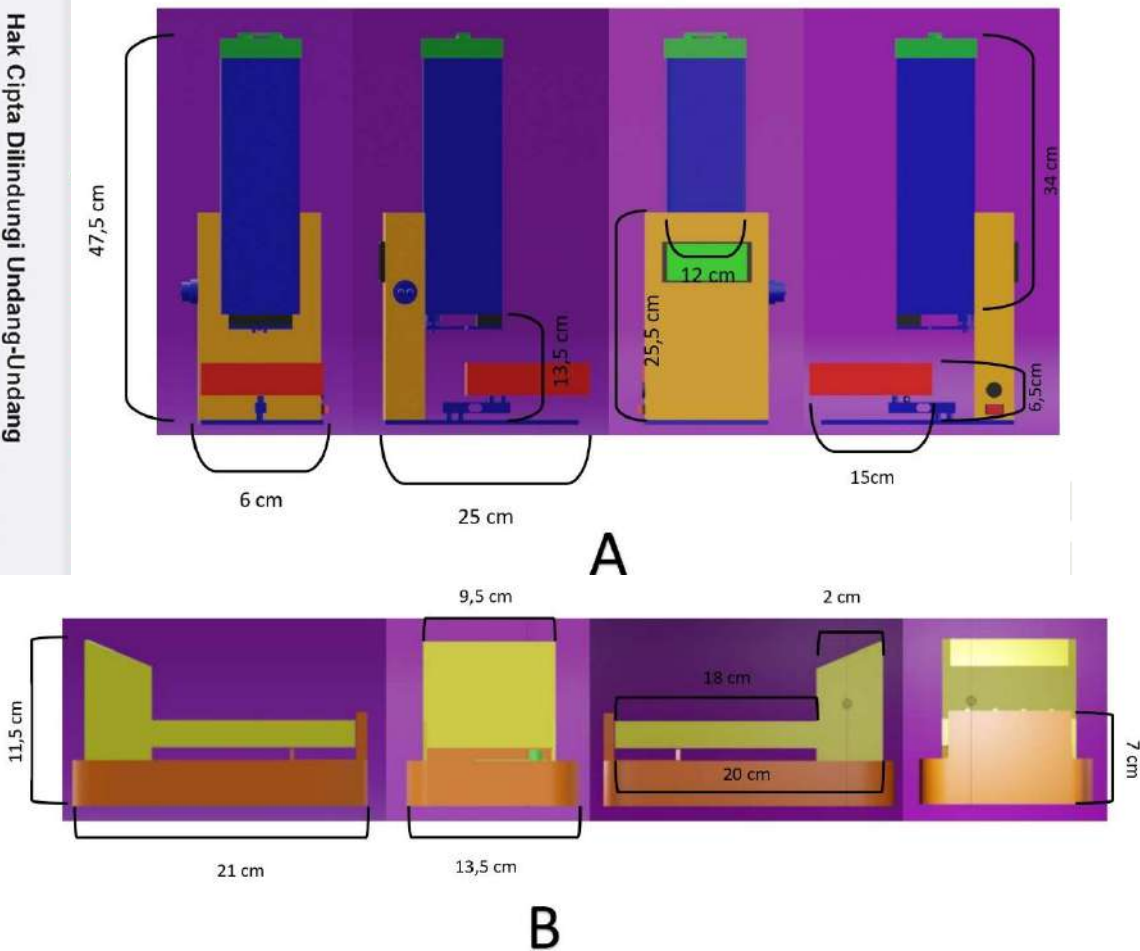 Hak Cipta Dilindungi Undang-Undang
47,5 cm
34 cm
12 cm
25,5 cm
13,5 cm
6,5cm
6 cm
25 cm
15cm
A
9,5 cm
2 cm
18 cm
11,5 cm
20 cm
7 cm
21 cm
13,5 cm
B